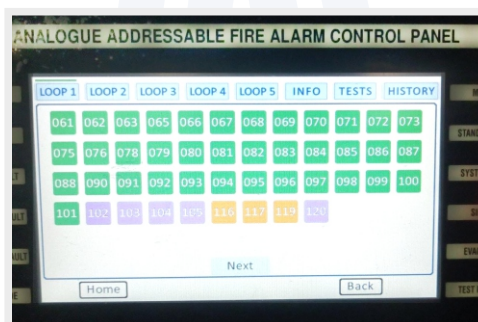 ANALOGUE ADDRESSABLE FIRE ALARM CONTROL PANEL
LOOP 1 LOOP 2 LOOP 3 LOOP 4 LOOP 5 INFO TESTS HISTORY
061 062 063 065 066 067 068 069 070 071 072 073
075 076 078 079 080 081 082 083 084 085 086 087
088 090 091 092 093 094 095 096 097 098 099 100
101 102 103 104 105 116 117 119 120
Next
Home Back